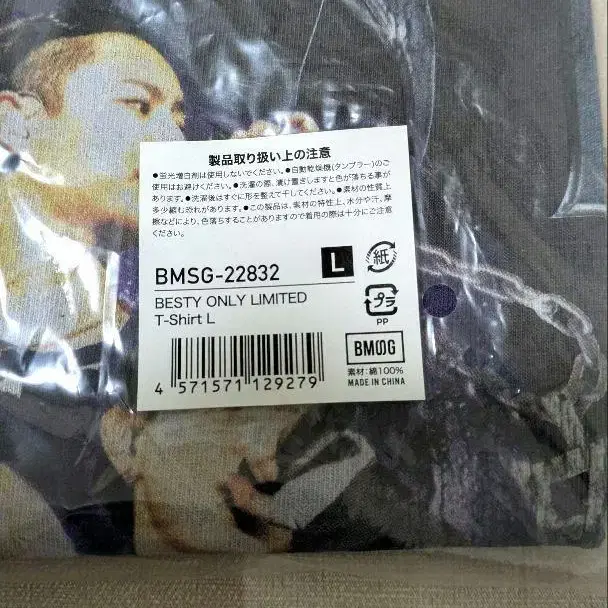 製品取り扱い上の注意
●蛍光増白剤は使用しないでください。●自動乾燥機(タンブラー)のご
使用はお避けください。●洗濯の際、漬け置きしますと色が落ちる事が
あります。●洗濯後はすぐに形を整えて干してください。●素材の性質上
多少縮む恐れがあります。●この製品は、素材の特性上、水分や汗、摩
擦などにより、色落ちすることがありますので着用の際は十分にご注意
ください。
BMSG-22832 L
紙
BESTY ONLY LIMITED
T-Shirt L
プラ
PP
BMSG
4 571571 129279
素材:綿100%
MADE IN CHINA